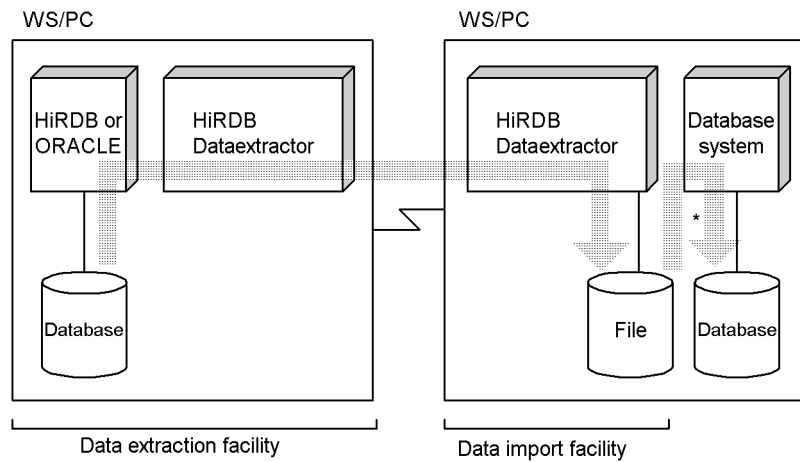 WS/PC
WS/PC
HiRDB or
ORACLE
HiRDB
Dataextractor
HiRDB
Dataextractor
Database
system
*
Database
File
Database
Data extraction facility
Data import facility